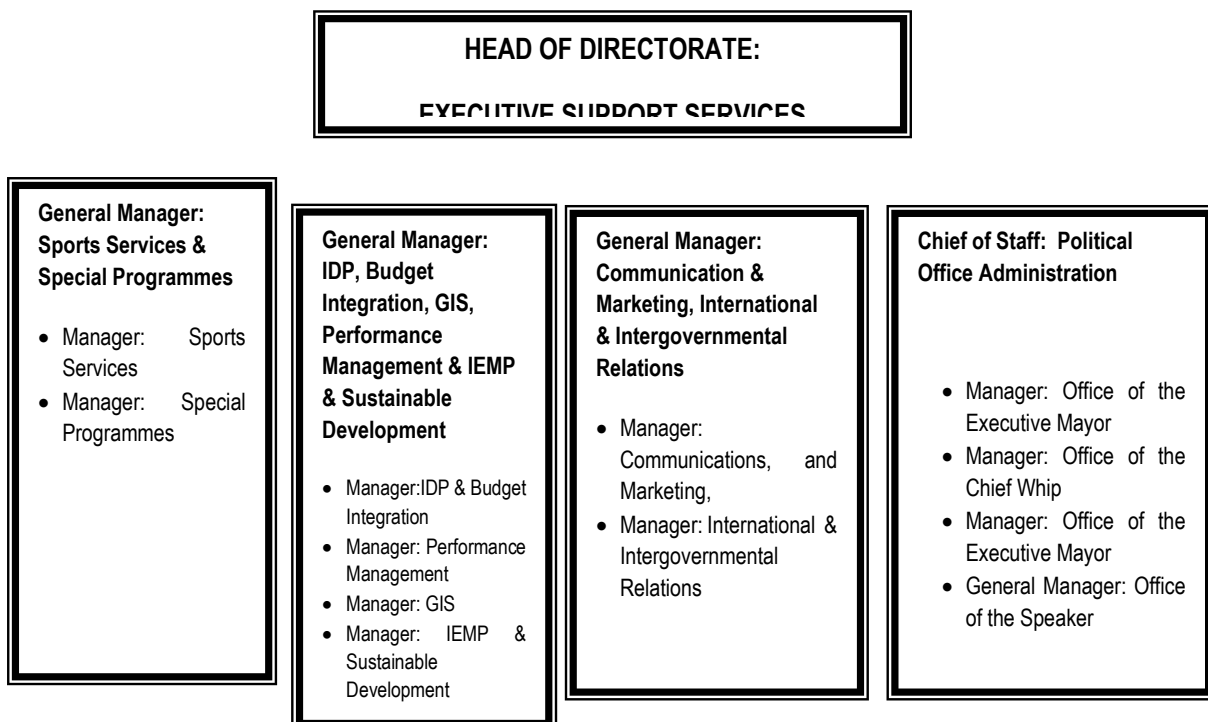 HEAD OF DIRECTORATE:
EXECUTIVE SUPPORT SERVICES
General Manager:
Sports Services &
Special Programmes
• Manager: Sports
Services
• Manager: Special
Programmes
General Manager:
IDP, Budget
Integration, GIS,
Performance
Management & IEMP
& Sustainable
Development
• Manager:IDP & Budget
Integration
• Manager: Performance
Management
• Manager: GIS
• Manager: IEMP &
Sustainable
Development
General Manager:
Communication &
Marketing, International
& Intergovernmental
Relations
• Manager:
Communications, and
Marketing,
• Manager: International &
Intergovernmental
Relations
Chief of Staff: Political
Office Administration
• Manager: Office of the
Executive Mayor
• Manager: Office of the
Chief Whip
• Manager: Office of the
Executive Mayor
• General Manager: Office
of the Speaker